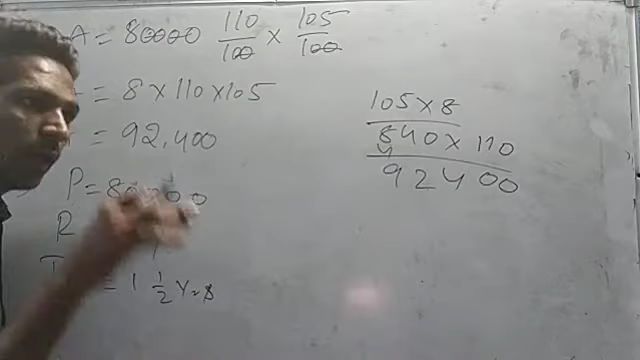 A = 80000 110/100 × 105/100
= 8 × 110 × 105
= 92,400
P = 80000
R
T = 1 1/2 Y=8
105 × 8
840 × 110
92400